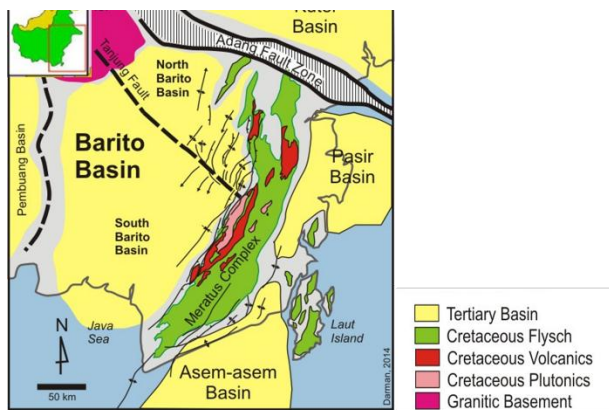 Kutei
Basin
Adang Fault Zone
Tanjung Fault
North
Barito
Basin
Pembuang Basin
Barito
Basin
Pasir
Basin
South
Barito
Basin
Meratus Complex
N
Java
Sea
Laut
Island
50 km
Asem-asem
Basin
Darman, 2014
Tertiary Basin
Cretaceous Flysch
Cretaceous Volcanics
Cretaceous Plutonics
Granitic Basement